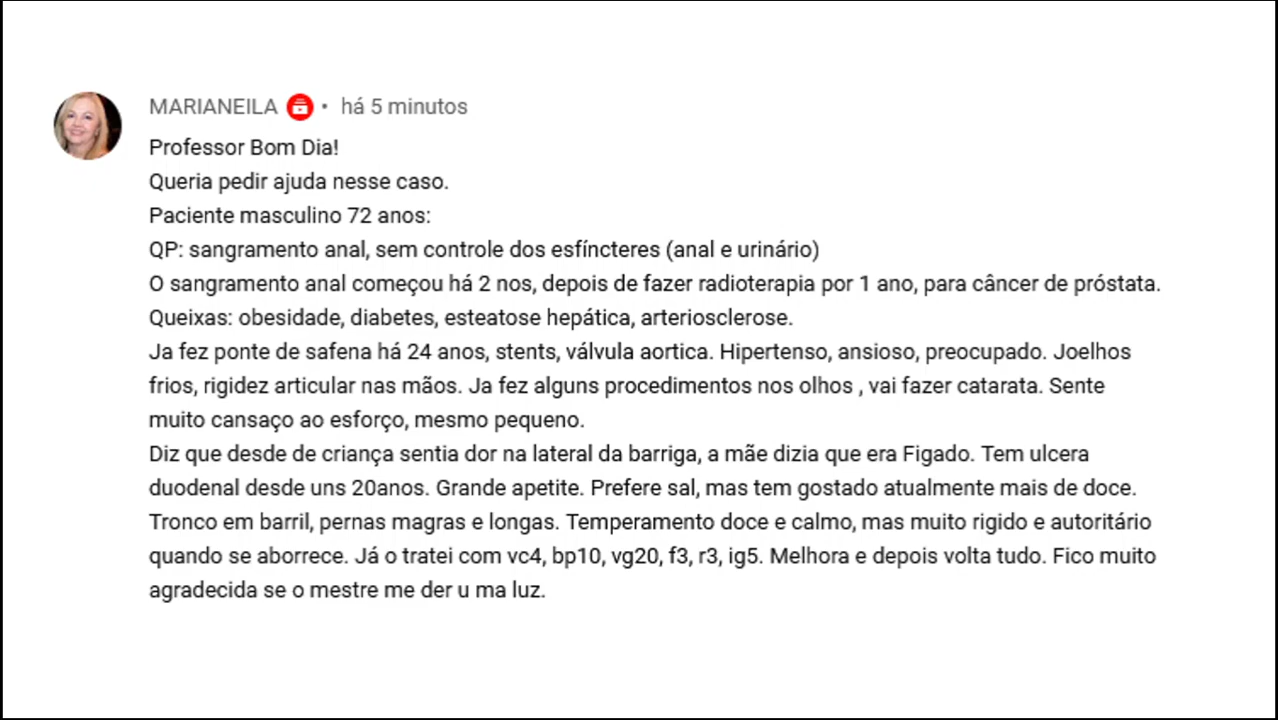 MARIANEILA • há 5 minutos
Professor Bom Dia!
Queria pedir ajuda nesse caso.
Paciente masculino 72 anos:
QP: sangramento anal, sem controle dos esfíncteres (anal e urinário)
O sangramento anal começou há 2 nos, depois de fazer radioterapia por 1 ano, para câncer de próstata.
Queixas: obesidade, diabetes, esteatose hepática, arteriosclerose.
Ja fez ponte de safena há 24 anos, stents, válvula aortica. Hipertenso, ansioso, preocupado. Joelhos
frios, rigidez articular nas mãos. Ja fez alguns procedimentos nos olhos , vai fazer catarata. Sente
muito cansaço ao esforço, mesmo pequeno.
Diz que desde de criança sentia dor na lateral da barriga, a mãe dizia que era Figado. Tem ulcera
duodenal desde uns 20anos. Grande apetite. Prefere sal, mas tem gostado atualmente mais de doce.
Tronco em barril, pernas magras e longas. Temperamento doce e calmo, mas muito rigido e autoritário
quando se aborrece. Já o tratei com vc4, bp10, vg20, f3, r3, ig5. Melhora e depois volta tudo. Fico muito
agradecida se o mestre me der u ma luz.